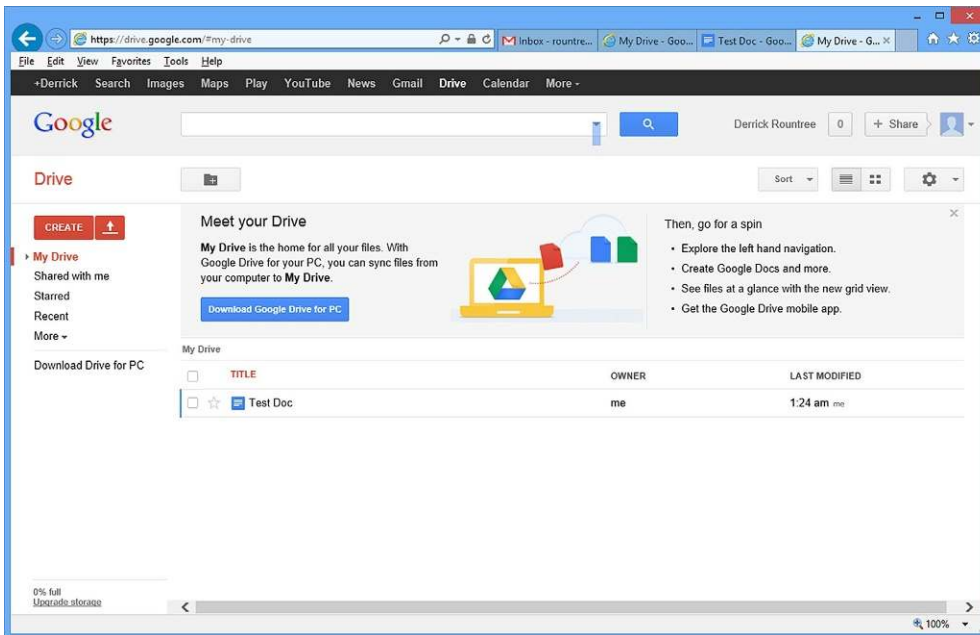 https://drive.google.com/#my-drive
Inbox - rountre...
My Drive - Goo...
Test Doc - Goo...
My Drive - G...
File Edit View Favorites Tools Help
+Derrick Search Images Maps Play YouTube News Gmail Drive Calendar More
Google
Derrick Rountree
0
+ Share
Drive
Sort
CREATE
My Drive
Shared with me
Starred
Recent
More
Download Drive for PC
Meet your Drive
My Drive is the home for all your files. With
Google Drive for your PC, you can sync files from
your computer to My Drive.
Download Google Drive for PC
Then, go for a spin
• Explore the left hand navigation.
• Create Google Docs and more.
• See files at a glance with the new grid view.
• Get the Google Drive mobile app.
My Drive
TITLE OWNER LAST MODIFIED
Test Doc me 1:24 am me
0% full
Upgrade storage
100%